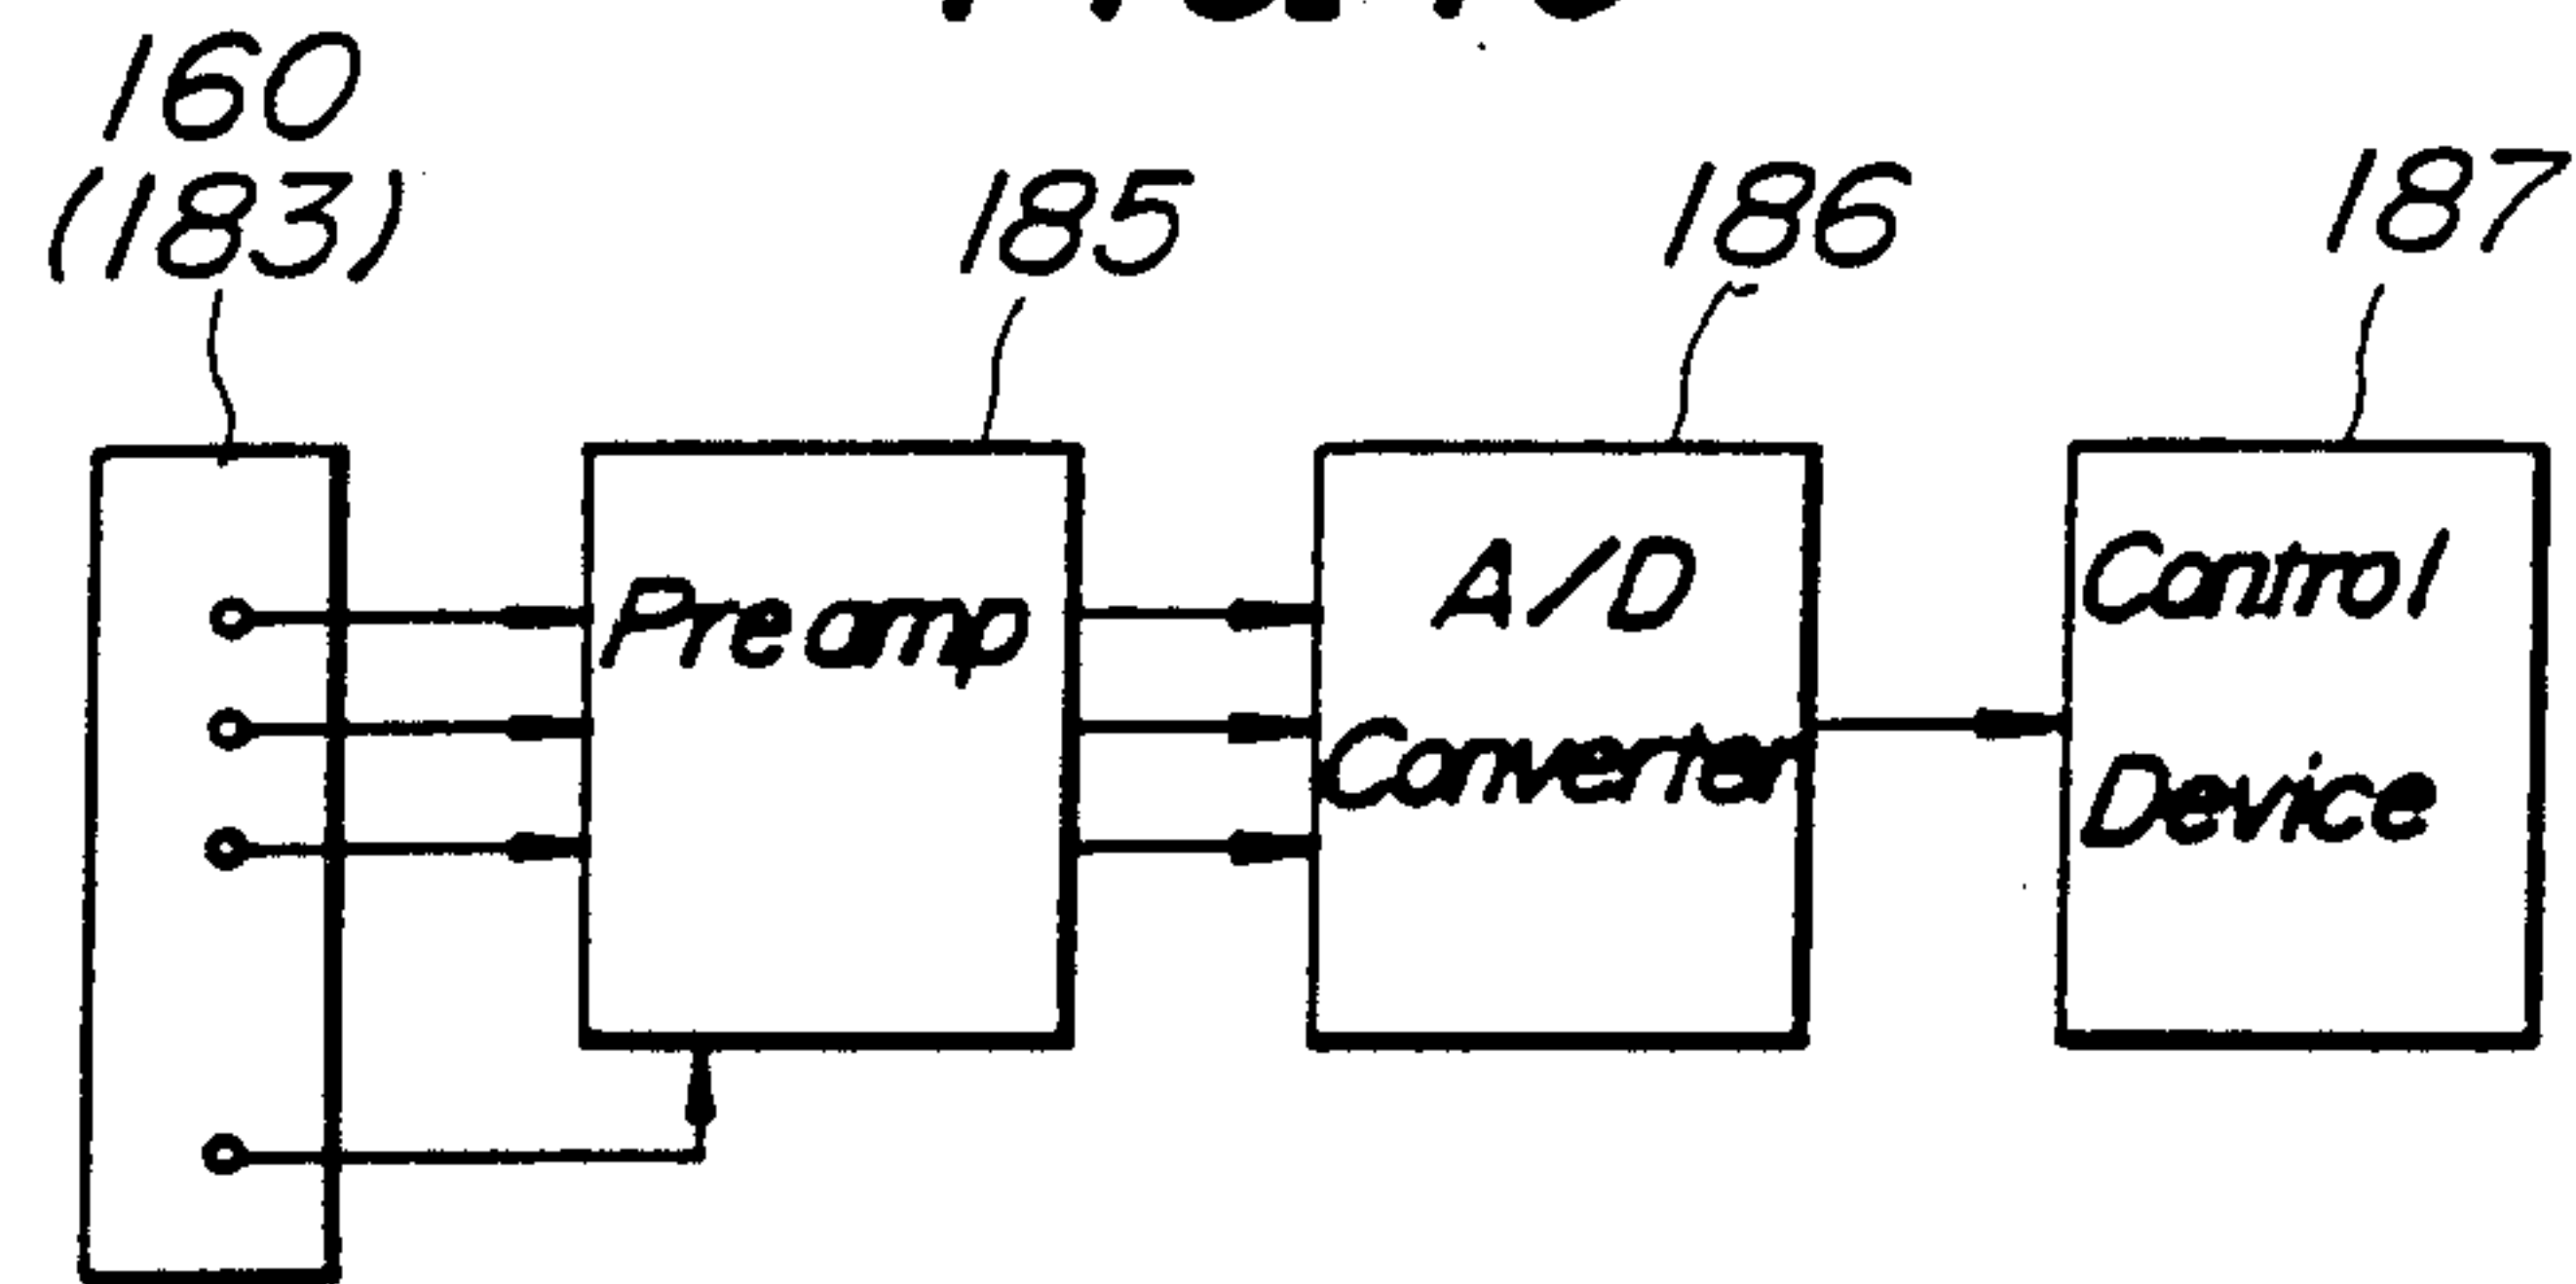 160
(183)
185
186
187
Preamp
A/D
Converter
Control
Device